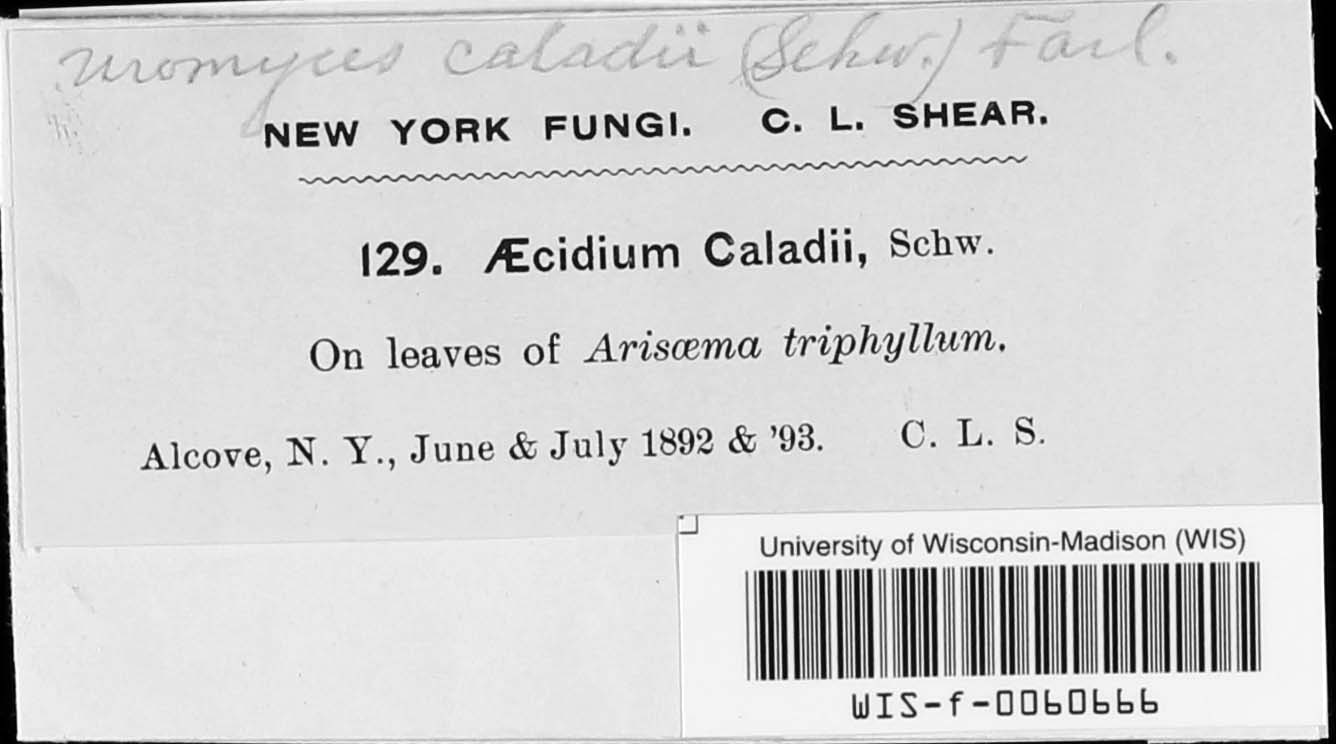 Uromyces caladii (Schw.) Farl.
NEW YORK FUNGI. C. L. SHEAR.
129. Æcidium Caladii, Schw.
On leaves of Arisœma triphyllum.
Alcove, N. Y., June & July 1892 & '93. C. L. S.
University of Wisconsin-Madison (WIS)
WIS-f-0060666